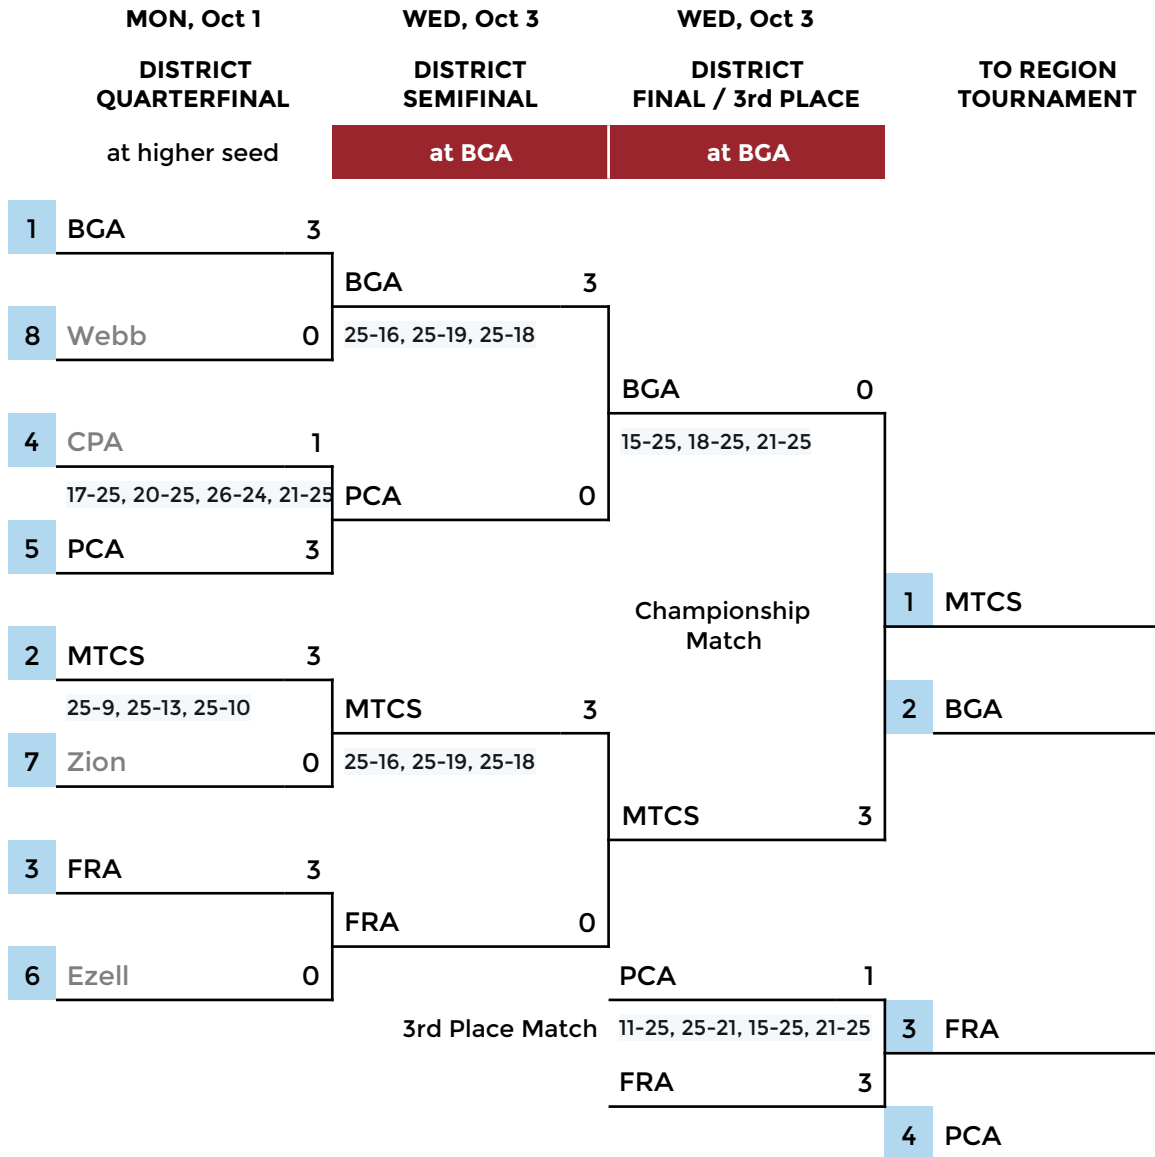 MON, Oct 1
WED, Oct 3
WED, Oct 3
DISTRICT
QUARTERFINAL
DISTRICT
SEMIFINAL
DISTRICT
FINAL / 3rd PLACE
TO REGION
TOURNAMENT
at higher seed
at BGA
at BGA
1 BGA 3
BGA 3
8 Webb 0
25-16, 25-19, 25-18
BGA 0
4 CPA 1
15-25, 18-25, 21-25
17-25, 20-25, 26-24, 21-25
PCA 0
5 PCA 3
Championship
Match
1 MTCS
2 MTCS 3
25-9, 25-13, 25-10
MTCS 3
2 BGA
7 Zion 0
25-16, 25-19, 25-18
MTCS 3
3 FRA 3
FRA 0
6 Ezell 0
PCA 1
3rd Place Match
11-25, 25-21, 15-25, 21-25
3 FRA
FRA 3
4 PCA